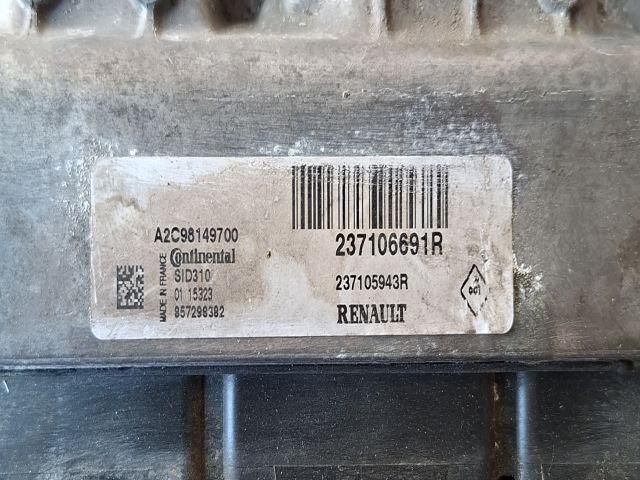 A2C98149700
Continental
SID310
01 15323
857298382
MADE IN FRANCE
237106691R
237105943R
RENAULT